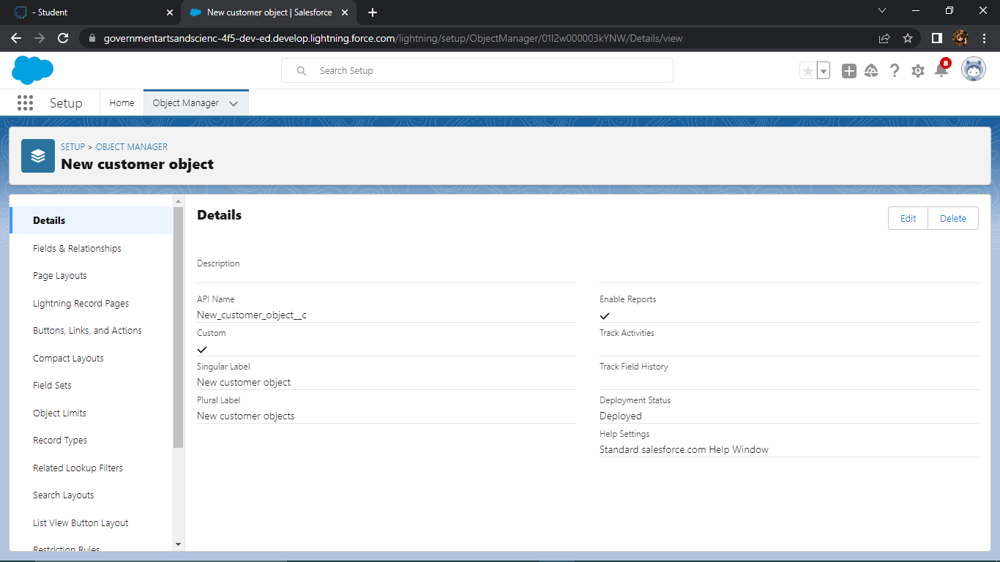 - Student
New customer object | Salesforce
governmentartsandscienc-4f5-dev-ed.develop.lightning.force.com/lightning/setup/ObjectManager/01I2w000003kYNW/Details/view
Search Setup
8
Setup
Home
Object Manager
SETUP > OBJECT MANAGER
New customer object
Details
Fields & Relationships
Page Layouts
Lightning Record Pages
Buttons, Links, and Actions
Compact Layouts
Field Sets
Object Limits
Record Types
Related Lookup Filters
Search Layouts
List View Button Layout
Restriction Rules
Details
Edit
Delete
Description
API Name
New_customer_object__c
Custom
Singular Label
New customer object
Plural Label
New customer objects
Enable Reports
Track Activities
Track Field History
Deployment Status
Deployed
Help Settings
Standard salesforce.com Help Window